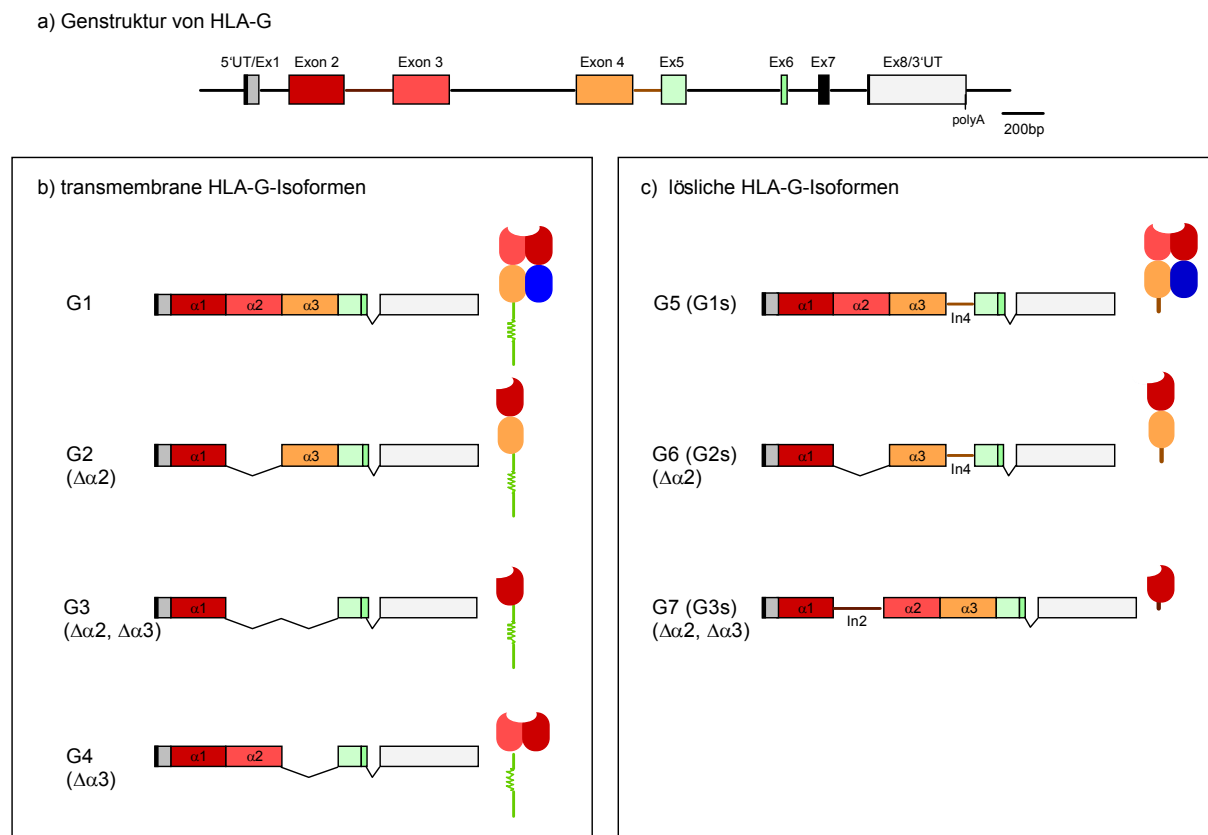 a) Genstruktur von HLA-G
5‘UT/Ex1 Exon 2 Exon 3 Exon 4 Ex5 Ex6 Ex7 Ex8/3‘UT
polyA
200bp
b) transmembrane HLA-G-Isoformen
G1 α1 α2 α3
G2 α1 α3
(Δα2)
G3 α1
(Δα2, Δα3)
G4 α1 α2
(Δα3)
c) lösliche HLA-G-Isoformen
G5 (G1s) α1 α2 α3
In4
G6 (G2s) α1 α3
In4
(Δα2)
G7 (G3s) α1 α2 α3
In2
(Δα2, Δα3)